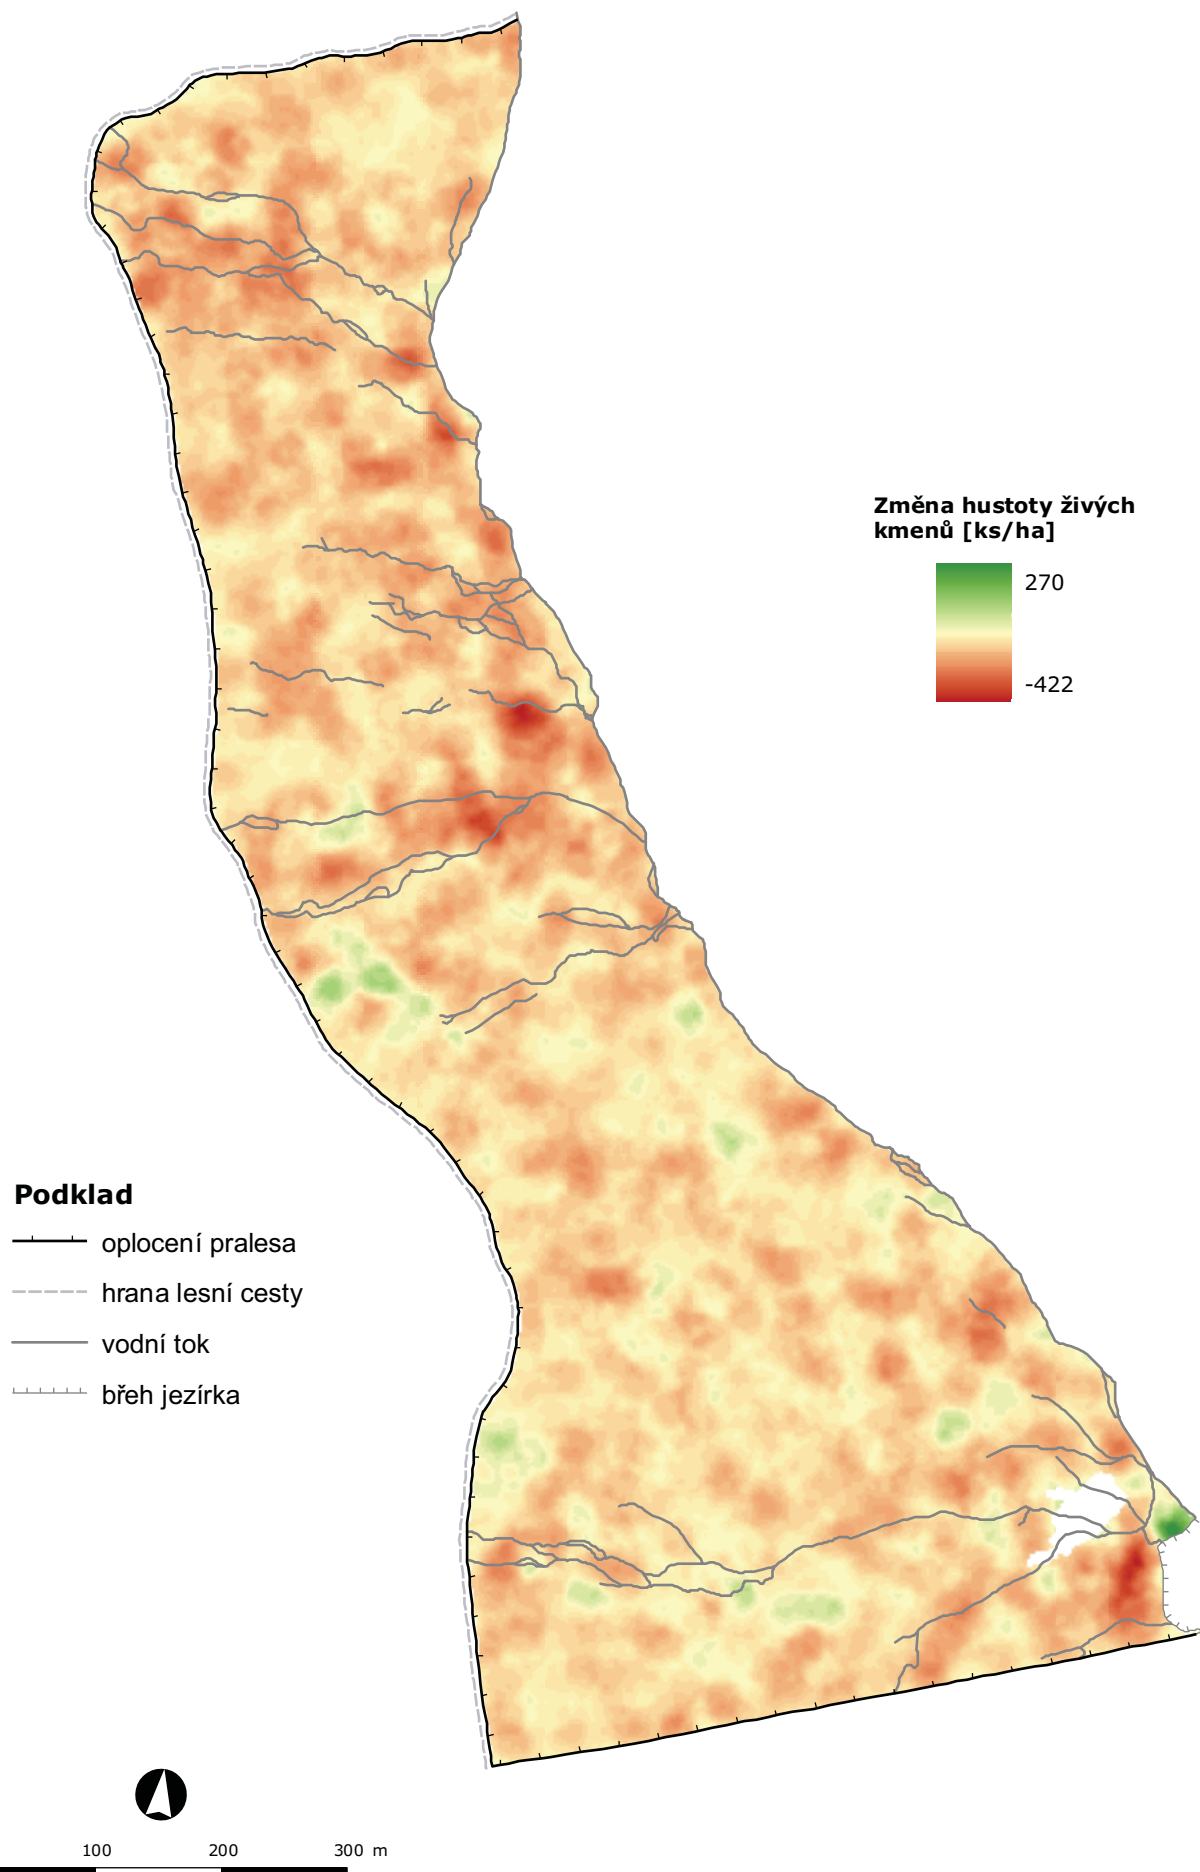 Změna hustoty živých
kmenů [ks/ha]
270
-422
Podklad
oplocení pralesa
hrana lesní cesty
vodní tok
břeh jezírka
100 200 300 m